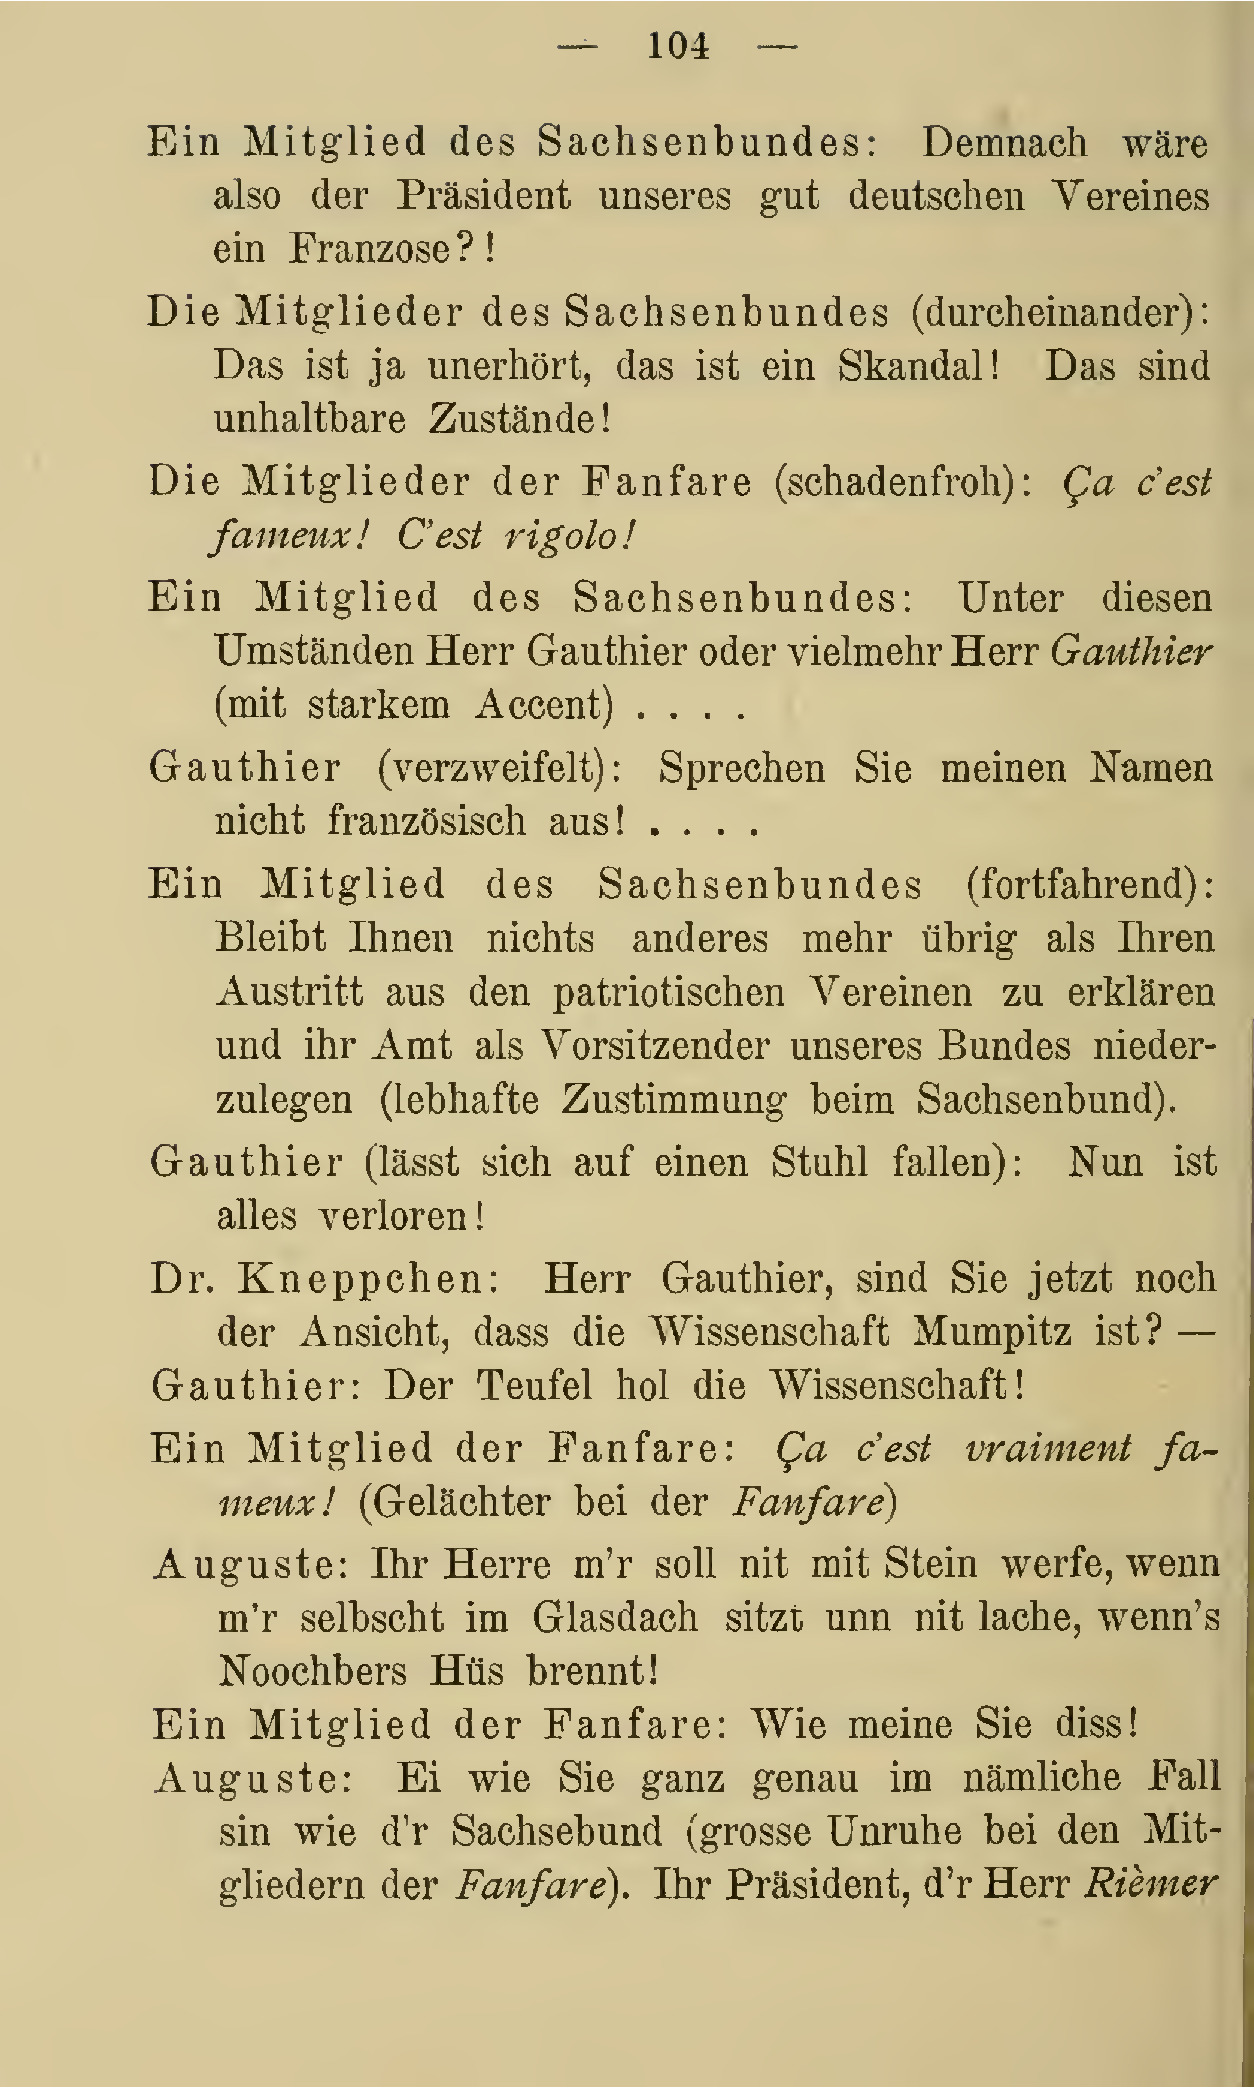 — 104 —
Ein Mitglied des Sachsenbundes: Demnach wäre
also der Präsident unseres gut deutschen Vereines
ein Franzose?!
Die Mitglieder des Sachsenbundes (durcheinander):
Das ist ja unerhört, das ist ein Skandal! Das sind
unhaltbare Zustände!
Die Mitglieder der Fanfare (schadenfroh): Ça c'est
fameux! C'est rigolo!
Ein Mitglied des Sachsenbundes: Unter diesen
Umständen Herr Gauthier oder vielmehr Herr Gauthier
(mit starkem Accent) . . . .
Gauthier (verzweifelt): Sprechen Sie meinen Namen
nicht französisch aus! . . . .
Ein Mitglied des Sachsenbundes (fortfahrend):
Bleibt Ihnen nichts anderes mehr übrig als Ihren
Austritt aus den patriotischen Vereinen zu erklären
und ihr Amt als Vorsitzender unseres Bundes nieder-
zulegen (lebhafte Zustimmung beim Sachsenbund).
Gauthier (lässt sich auf einen Stuhl fallen): Nun ist
alles verloren!
Dr. Kneppchen: Herr Gauthier, sind Sie jetzt noch
der Ansicht, dass die Wissenschaft Mumpitz ist? —
Gauthier: Der Teufel hol die Wissenschaft!
Ein Mitglied der Fanfare: Ça c'est vraiment fa-
meux! (Gelächter bei der Fanfare)
Auguste: Ihr Herre m'r soll nit mit Stein werfe, wenn
m'r selbscht im Glasdach sitzt unn nit lache, wenn's
Noochbers Hüs brennt!
Ein Mitglied der Fanfare: Wie meine Sie diss!
Auguste: Ei wie Sie ganz genau im nämliche Fall
sin wie d'r Sachsebund (grosse Unruhe bei den Mit-
gliedern der Fanfare). Ihr Präsident, d'r Herr Rièmer